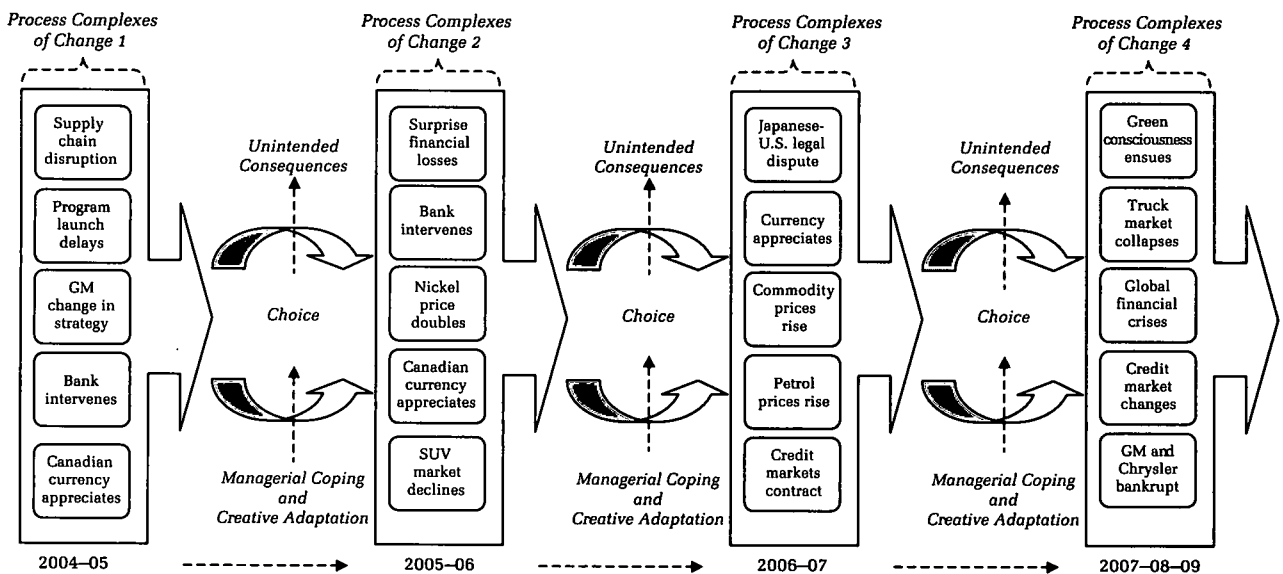 Process Complexes
of Change 1
Supply
chain
disruption
Program
launch
delays
GM
change in
strategy
Bank
intervenes
Canadian
currency
appreciates
2004–05
Unintended
Consequences
Choice
Managerial Coping
and
Creative Adaptation
Process Complexes
of Change 2
Surprise
financial
losses
Bank
intervenes
Nickel
price
doubles
Canadian
currency
appreciates
SUV
market
declines
2005–06
Unintended
Consequences
Choice
Managerial Coping
and
Creative Adaptation
Process Complexes
of Change 3
Japanese-
U.S. legal
dispute
Currency
appreciates
Commodity
prices
rise
Petrol
prices rise
Credit
markets
contract
2006–07
Unintended
Consequences
Choice
Managerial Coping
and
Creative Adaptation
Process Complexes
of Change 4
Green
consciousness
ensues
Truck
market
collapses
Global
financial
crises
Credit
market
changes
GM and
Chrysler
bankrupt
2007–08–09